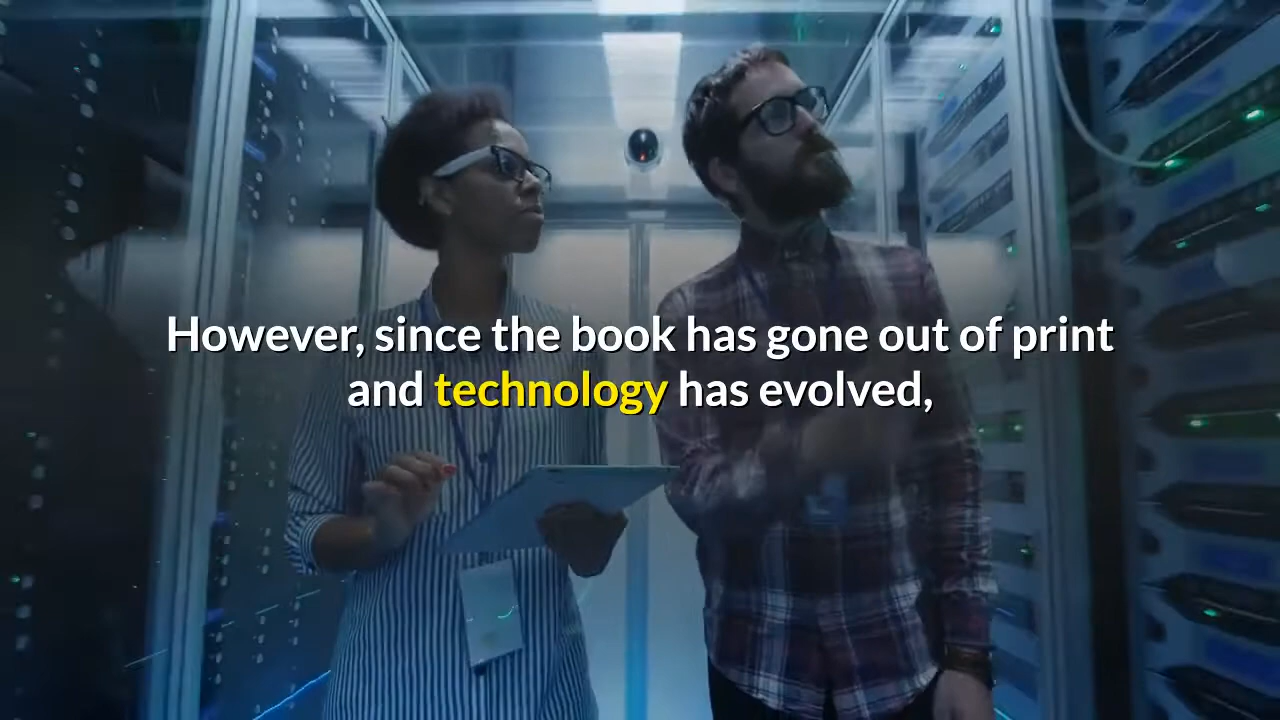 However, since the book has gone out of print
and technology has evolved,